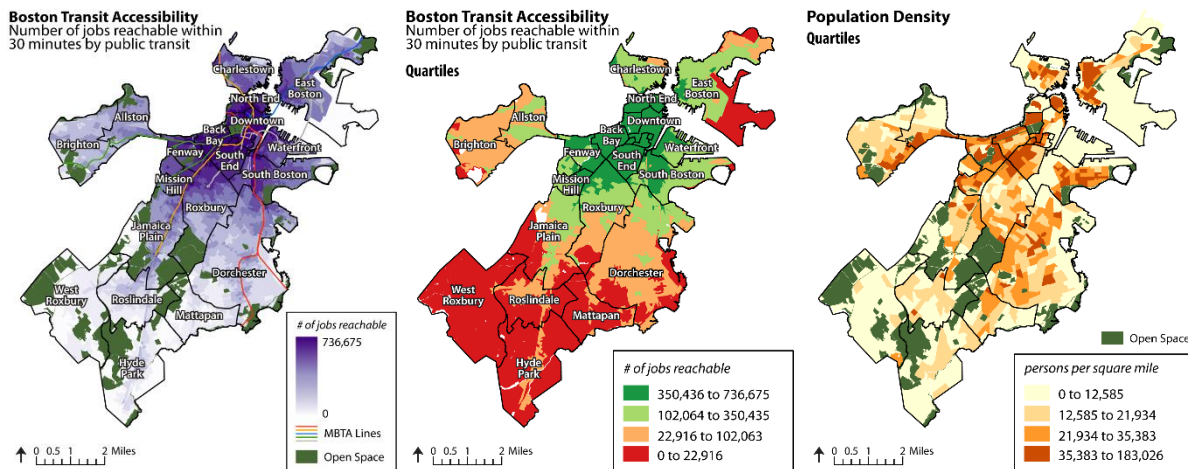 Boston Transit Accessibility
Number of jobs reachable within
30 minutes by public transit
Charlestown
East
Boston
North End
Allston
Downtown
Back
Bay
Brighton
Fenway
Waterfront
South
End
South Boston
Mission
Hill
Roxbury
Jamaica
Plain
Dorchester
West
Roxbury
Roslindale
Mattapan
Hyde
Park
# of jobs reachable
736,675
0
MBTA Lines
Open Space
0 0.5 1 2 Miles
Boston Transit Accessibility
Number of jobs reachable within
30 minutes by public transit
Quartiles
Charlestown
East
Boston
North End
Allston
Downtown
Back
Bay
Brighton
Fenway
Waterfront
South
End
South Boston
Mission
Hill
Roxbury
Jamaica
Plain
Dorchester
West
Roxbury
Roslindale
Mattapan
Hyde
Park
# of jobs reachable
350,436 to 736,675
102,064 to 350,435
22,916 to 102,063
0 to 22,916
0 0.5 1 2 Miles
Population Density
Quartiles
Open Space
persons per square mile
0 to 12,585
12,585 to 21,934
21,934 to 35,383
35,383 to 183,026
0 0.5 1 2 Miles